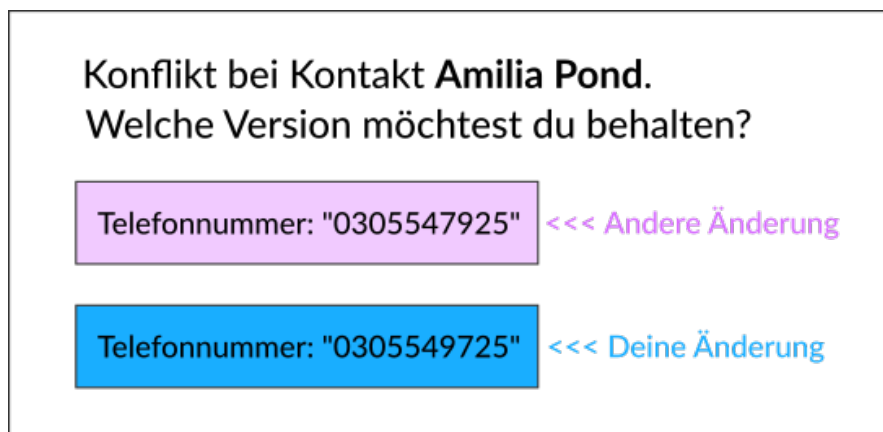 Konflikt bei Kontakt Amilia Pond.
Welche Version möchtest du behalten?
Telefonnummer: "0305547925" <<< Andere Änderung
Telefonnummer: "0305549725" <<< Deine Änderung